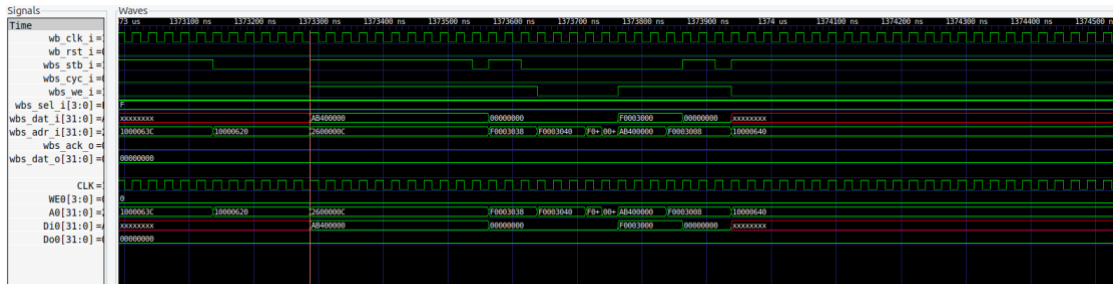 Signals
Waves
Time
73 us 1373100 ns 1373200 ns 1373300 ns 1373400 ns 1373500 ns 1373600 ns 1373700 ns 1373800 ns 1373900 ns 1374 us 1374100 ns 1374200 ns 1374300 ns 1374400 ns 1374500 n
wb_clk_i=
wb_rst_i=
wbs_stb_i=
wbs_cyc_i=
wbs_we_i=
wbs_sel_i[3:0]= F
wbs_dat_i[31:0]= xxxxxxxx AB400000 00000000 F0003000 00000000 xxxxxxxx
wbs_adr_i[31:0]= 1000063C 10000620 2600000C F0003038 F0003040 F0+ 00+ AB400000 F0003008 10000640
wbs_ack_o=
wbs_dat_o[31:0]= 00000000
CLK=
WE0[3:0]= 0
A0[31:0]= 1000063C 10000620 2600000C F0003038 F0003040 F0+ 00+ AB400000 F0003008 10000640
Di0[31:0]= xxxxxxxx AB400000 00000000 F0003000 00000000 xxxxxxxx
Do0[31:0]= 00000000